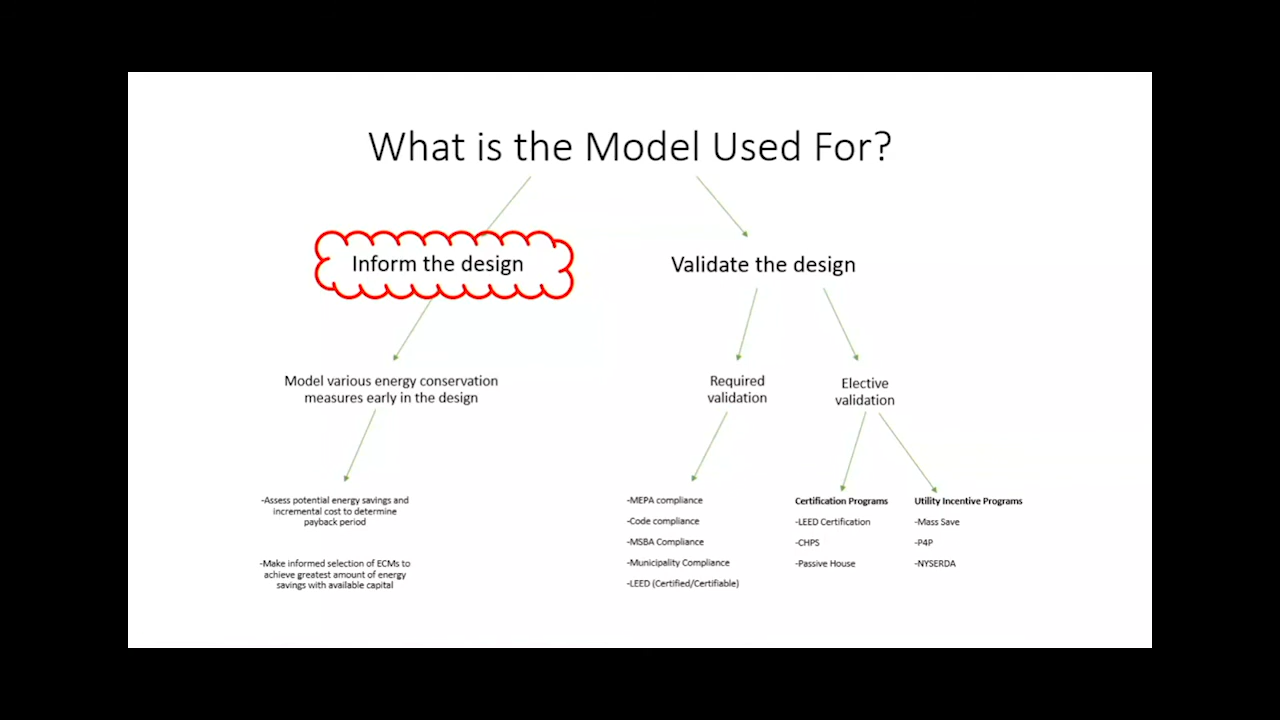 What is the Model Used For?
Inform the design
Validate the design
Model various energy conservation
measures early in the design
Required
validation
Elective
validation
-Assess potential energy savings and
incremental cost to determine
payback period
-Make informed selection of ECMs to
achieve greatest amount of energy
savings with available capital
-MEPA compliance
-Code compliance
-MSBA Compliance
-Municipality Compliance
-LEED (Certified/Certifiable)
Certification Programs
-LEED Certification
-CHPS
-Passive House
Utility Incentive Programs
-Mass Save
-P4P
-NYSERDA